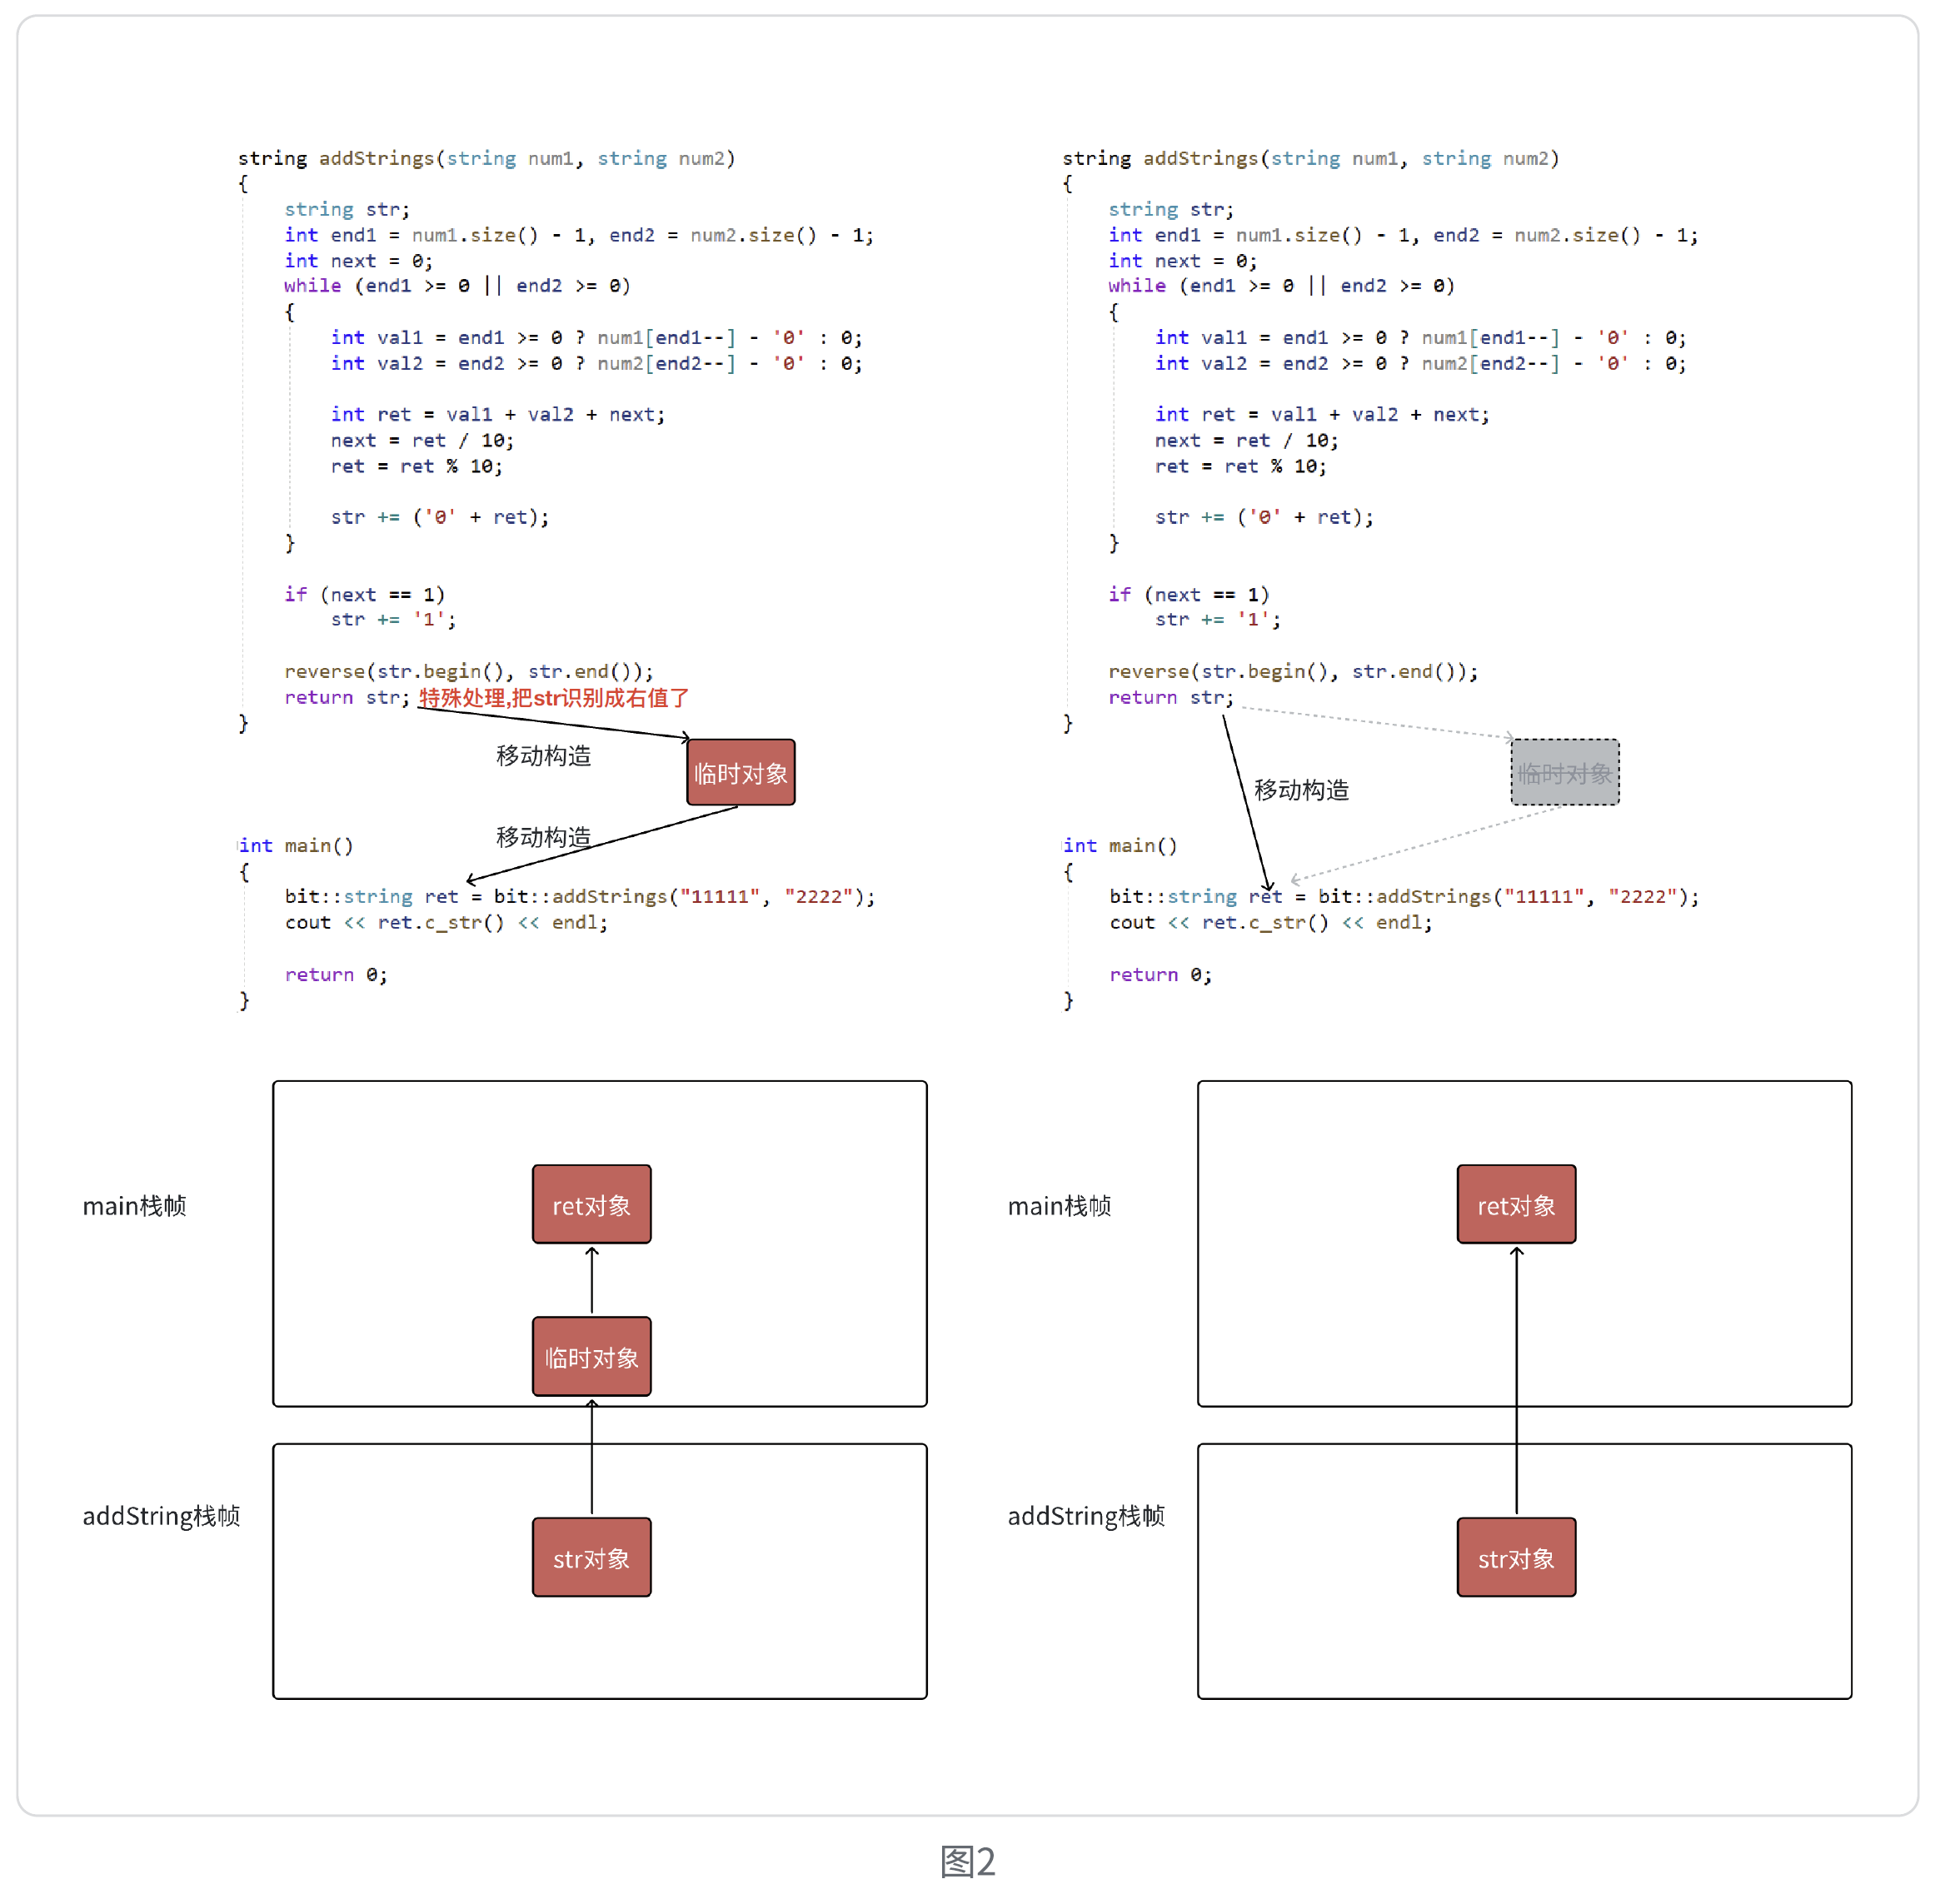 string addStrings(string num1, string num2)
{
    string str;
    int end1 = num1.size() - 1, end2 = num2.size() - 1;
    int next = 0;
    while (end1 >= 0 || end2 >= 0)
    {
        int val1 = end1 >= 0 ? num1[end1--] - '0' : 0;
        int val2 = end2 >= 0 ? num2[end2--] - '0' : 0;
        int ret = val1 + val2 + next;
        next = ret / 10;
        ret = ret % 10;
        str += ('0' + ret);
    }
    if (next == 1)
        str += '1';
    reverse(str.begin(), str.end());
    return str; 特殊处理,把str识别成右值了
}
移动构造
临时对象
移动构造
int main()
{
    bit::string ret = bit::addStrings("11111", "2222");
    cout << ret.c_str() << endl;
    return 0;
}
string addStrings(string num1, string num2)
{
    string str;
    int end1 = num1.size() - 1, end2 = num2.size() - 1;
    int next = 0;
    while (end1 >= 0 || end2 >= 0)
    {
        int val1 = end1 >= 0 ? num1[end1--] - '0' : 0;
        int val2 = end2 >= 0 ? num2[end2--] - '0' : 0;
        int ret = val1 + val2 + next;
        next = ret / 10;
        ret = ret % 10;
        str += ('0' + ret);
    }
    if (next == 1)
        str += '1';
    reverse(str.begin(), str.end());
    return str;
}
临时对象
移动构造
int main()
{
    bit::string ret = bit::addStrings("11111", "2222");
    cout << ret.c_str() << endl;
    return 0;
}
main栈帧
ret对象
临时对象
addString栈帧
str对象
main栈帧
ret对象
addString栈帧
str对象
图2